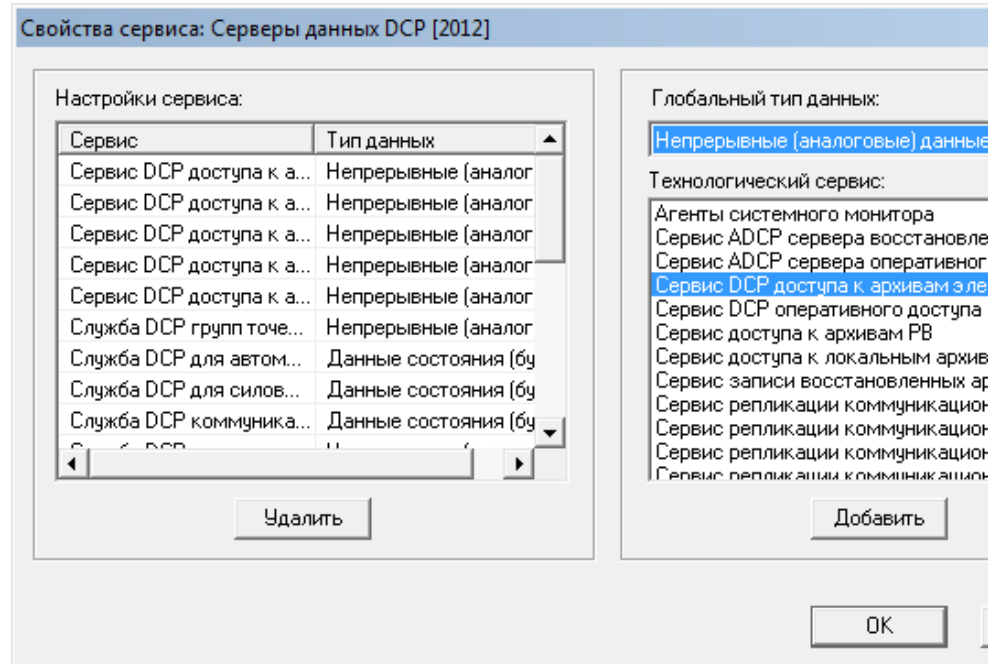 Свойства сервиса: Серверы данных DCP [2012]
Настройки сервиса:
Сервис Тип данных
Сервис DCP доступа к а... Непрерывные (аналог
Сервис DCP доступа к а... Непрерывные (аналог
Сервис DCP доступа к а... Непрерывные (аналог
Сервис DCP доступа к а... Непрерывные (аналог
Сервис DCP доступа к а... Непрерывные (аналог
Служба DCP групп точе... Непрерывные (аналог
Служба DCP для автом... Данные состояния (бу
Служба DCP для силов... Данные состояния (бу
Служба DCP коммуника... Данные состояния (бу
Удалить
Глобальный тип данных:
Непрерывные (аналоговые) данные
Технологический сервис:
Агенты системного монитора
Сервис ADCP сервера восстановле
Сервис ADCP сервера оперативног
Сервис DCP доступа к архивам эле
Сервис DCP оперативного доступа
Сервис доступа к архивам РВ
Сервис доступа к локальным архив
Сервис записи восстановленных ар
Сервис репликации коммуникацион
Сервис репликации коммуникацион
Сервис репликации коммуникацион
Сервис репликации коммуникацион
Добавить
OK